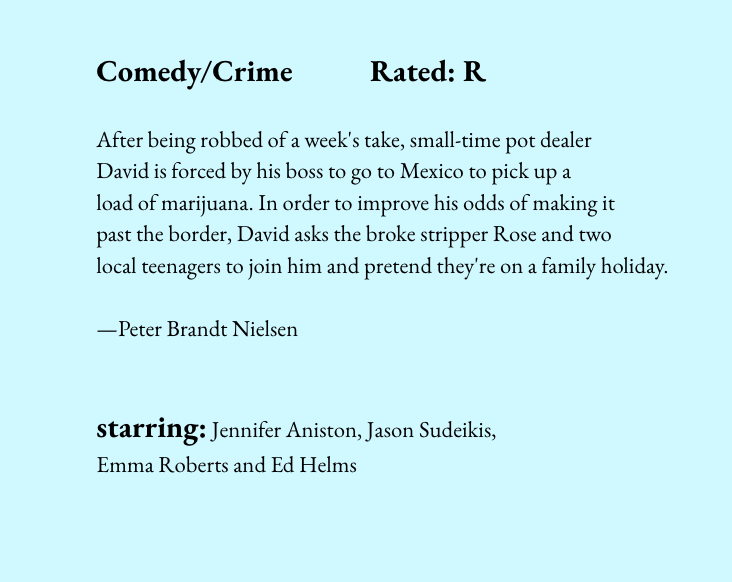 Comedy/Crime Rated: R
After being robbed of a week's take, small-time pot dealer
David is forced by his boss to go to Mexico to pick up a
load of marijuana. In order to improve his odds of making it
past the border, David asks the broke stripper Rose and two
local teenagers to join him and pretend they're on a family holiday.
—Peter Brandt Nielsen
starring: Jennifer Aniston, Jason Sudeikis,
Emma Roberts and Ed Helms